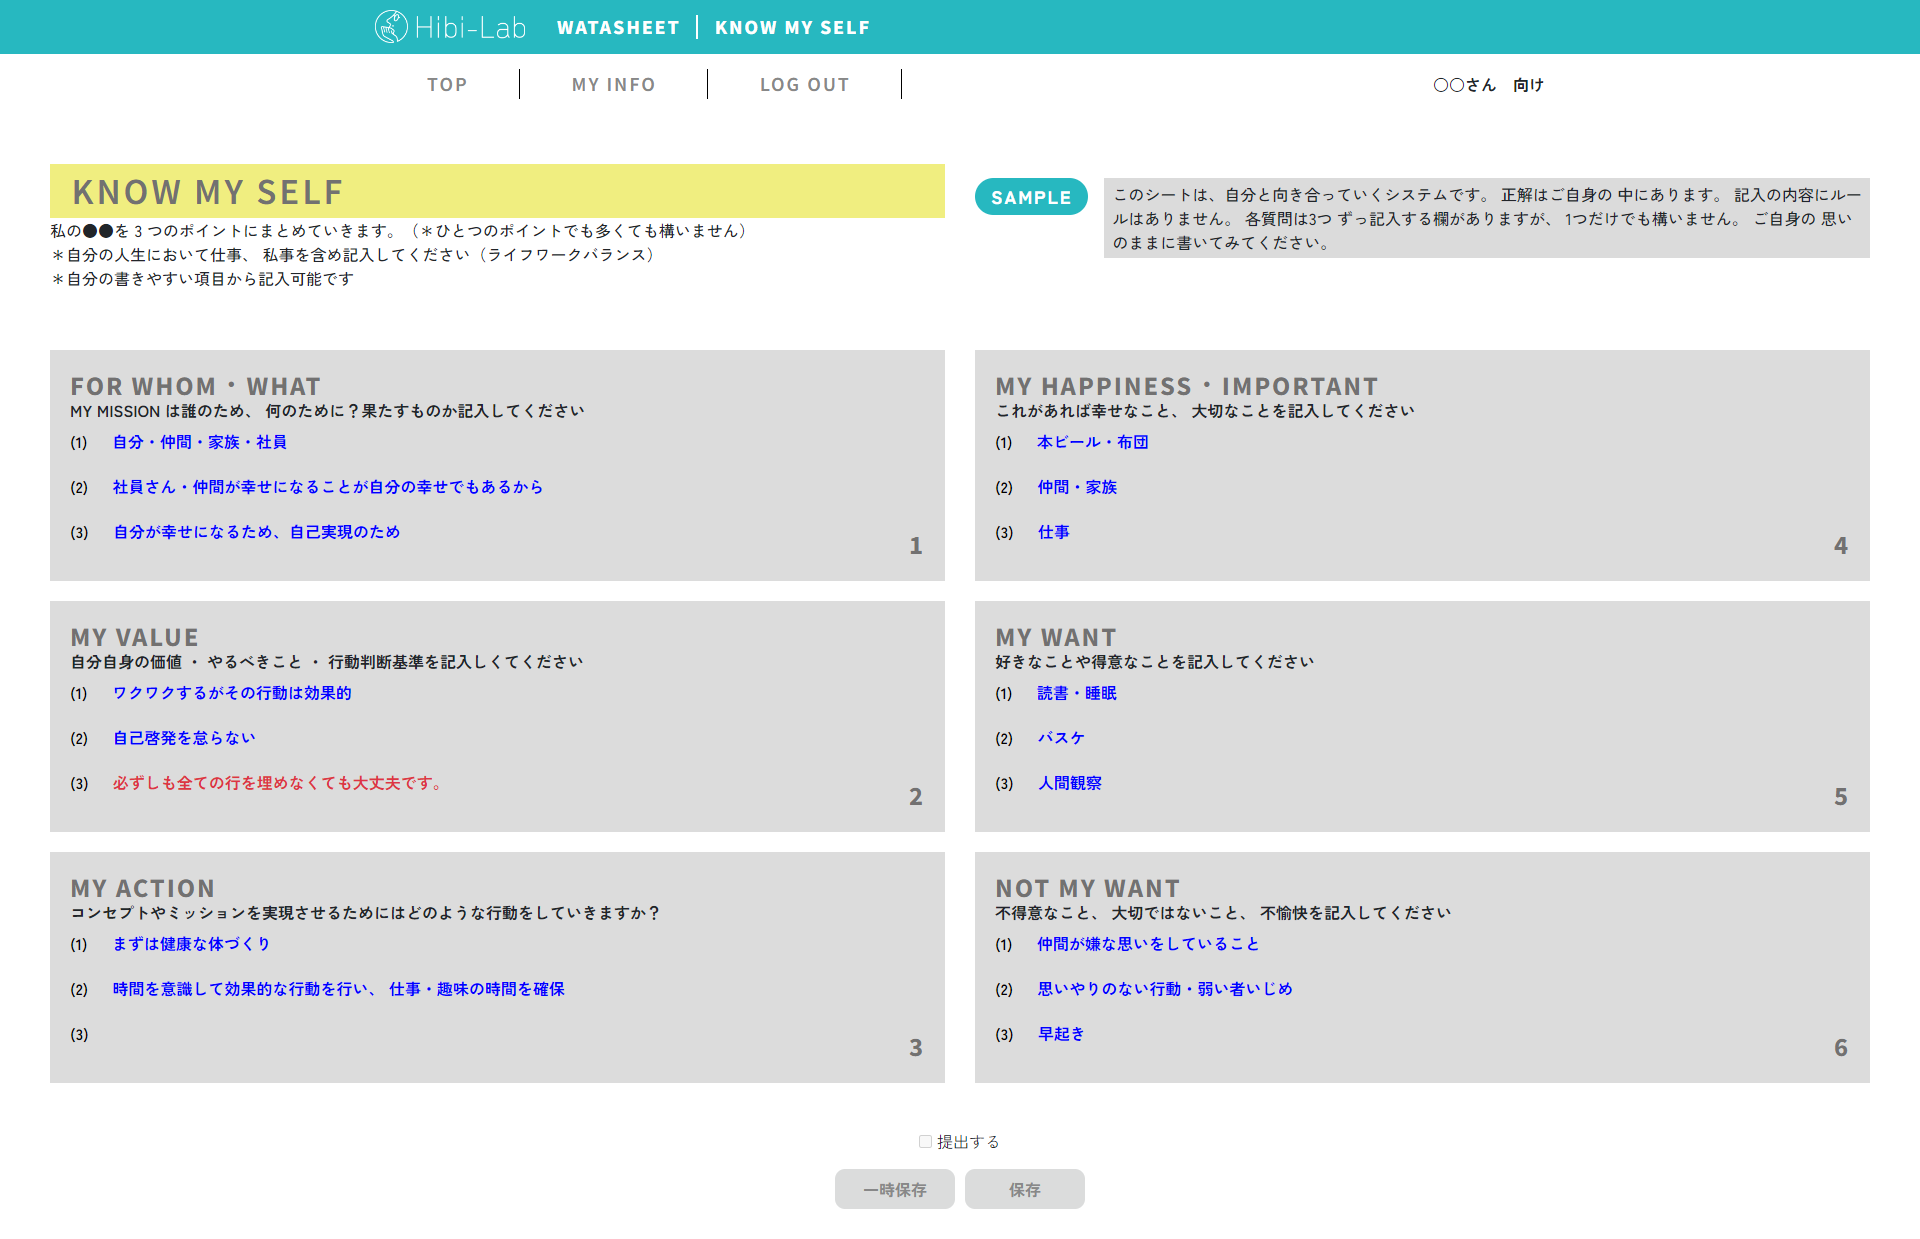 Hibi-Lab WATASHEET KNOW MY SELF
TOP MY INFO LOG OUT 〇〇さん　向け
KNOW MY SELF
私の●●を 3 つのポイントにまとめていきます。（＊ひとつのポイントでも多くても構いません）
＊自分の人生において仕事、 私事を含め記入してください（ライフワークバランス）
＊自分の書きやすい項目から記入可能です
SAMPLE
このシートは、自分と向き合っていくシステムです。 正解はご自身の 中にあります。 記入の内容にルー
ルはありません。 各質問は3つ ずっ記入する欄がありますが、 1つだけでも構いません。 ご自身の 思い
のままに書いてみてください。
FOR WHOM・WHAT
MY MISSION は誰のため、 何のために？果たすものか記入してください
(1) 自分・仲間・家族・社員
(2) 社員さん・仲間が幸せになることが自分の幸せでもあるから
(3) 自分が幸せになるため、自己実現のため
1
MY HAPPINESS・IMPORTANT
これがあれば幸せなこと、 大切なことを記入してください
(1) 本ビール・布団
(2) 仲間・家族
(3) 仕事
4
MY VALUE
自分自身の価値 ・ やるべきこと ・ 行動判断基準を記入しくてください
(1) ワクワクするがその行動は効果的
(2) 自己啓発を怠らない
(3) 必ずしも全ての行を埋めなくても大丈夫です。
2
MY WANT
好きなことや得意なことを記入してください
(1) 読書・睡眠
(2) バスケ
(3) 人間観察
5
MY ACTION
コンセプトやミッションを実現させるためにはどのような行動をしていきますか？
(1) まずは健康な体づくり
(2) 時間を意識して効果的な行動を行い、 仕事・趣味の時間を確保
(3)
3
NOT MY WANT
不得意なこと、 大切ではないこと、 不愉快を記入してください
(1) 仲間が嫌な思いをしていること
(2) 思いやりのない行動・弱い者いじめ
(3) 早起き
6
提出する
一時保存 保存